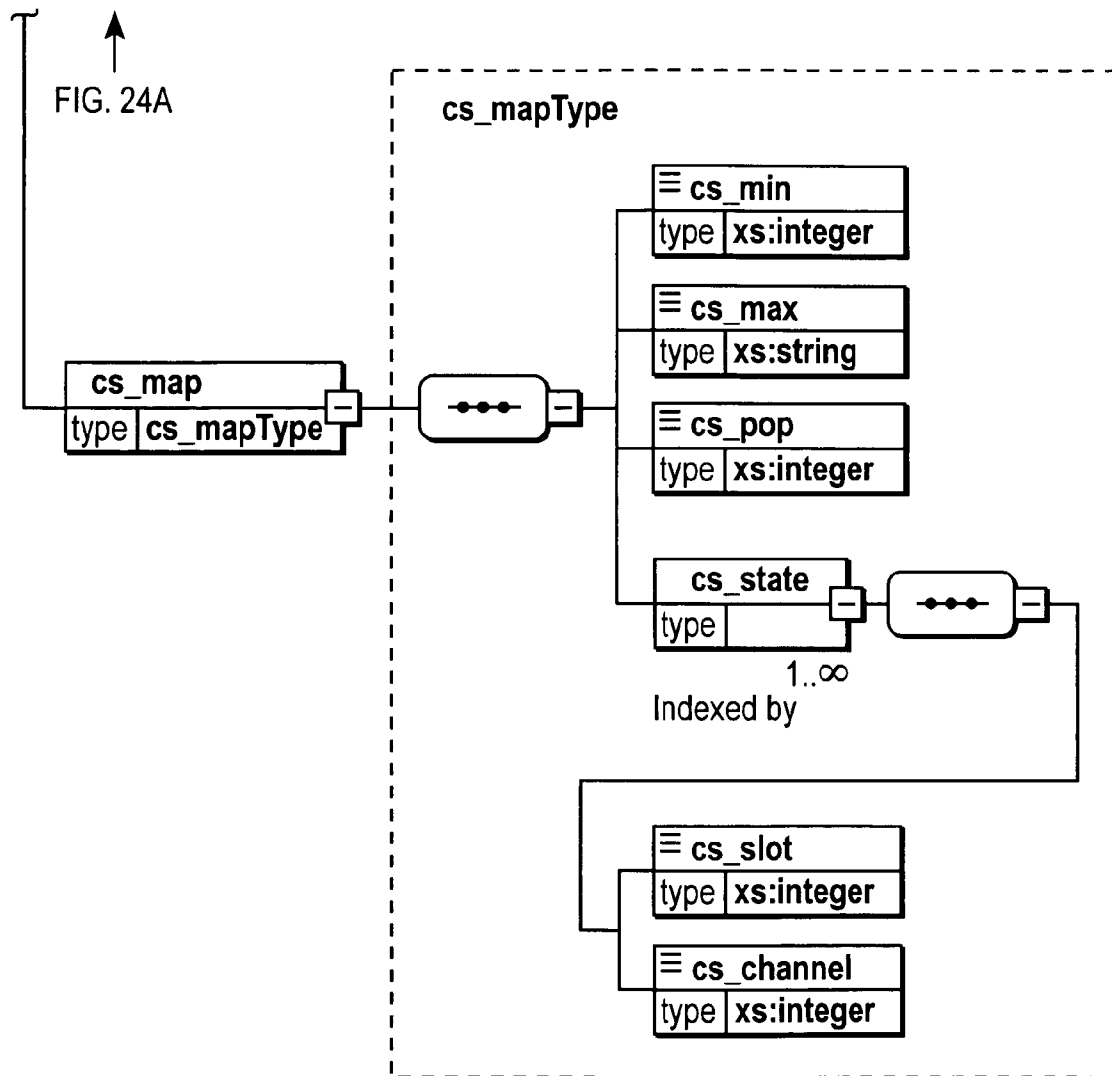 FIG. 24A
cs_mapType
cs_min
type xs:integer
cs_max
type xs:string
cs_map
type cs_mapType
cs_pop
type xs:integer
cs_state
type
1..∞
Indexed by
cs_slot
type xs:integer
cs_channel
type xs:integer